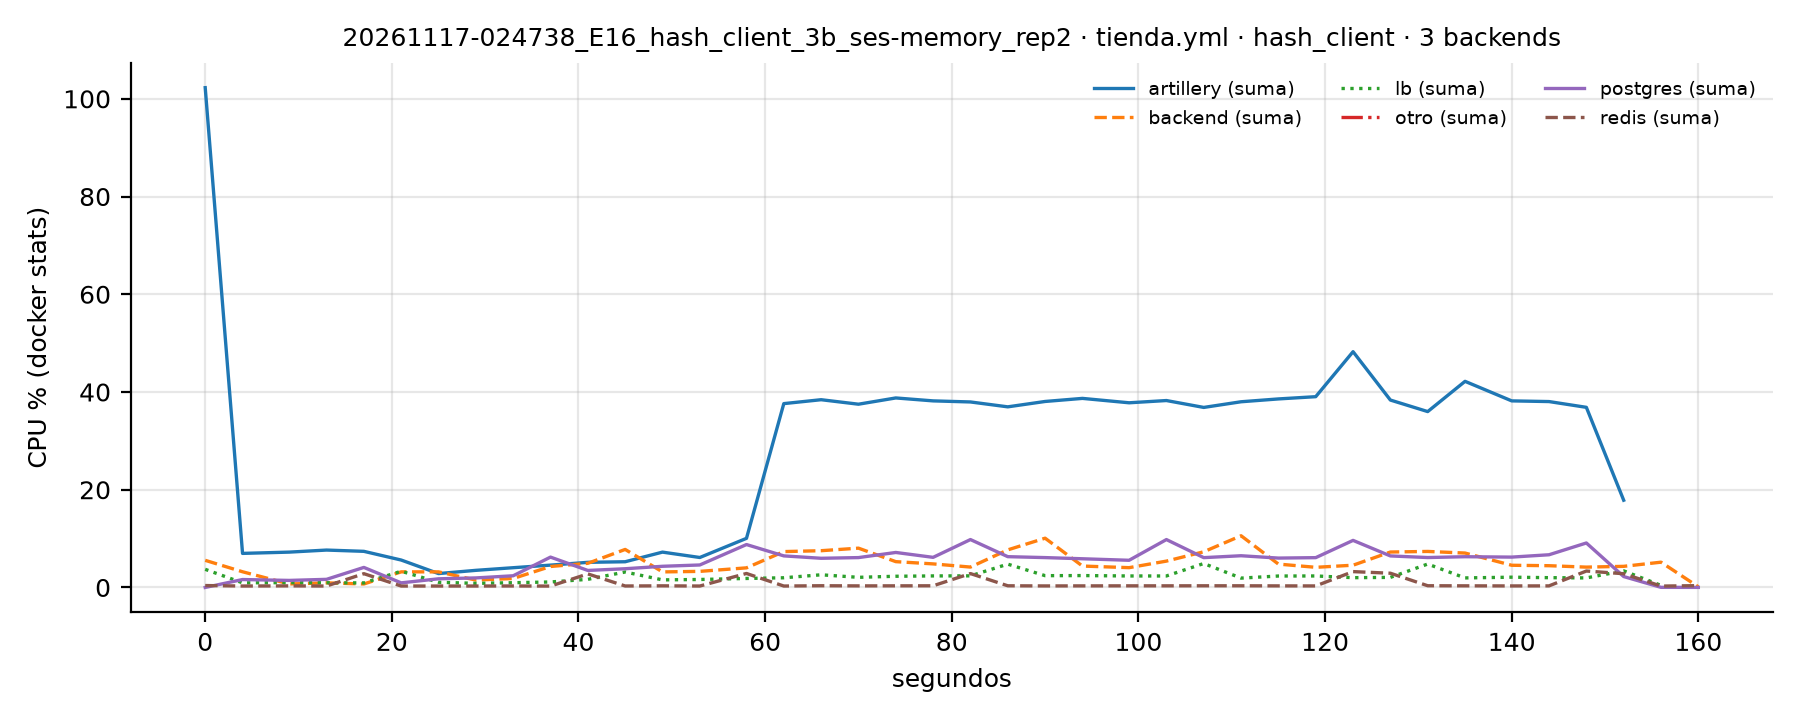 20261117-024738_E16_hash_client_3b_ses-memory_rep2 · tienda.yml · hash_client · 3 backends
artillery (suma) lb (suma) postgres (suma)
backend (suma) otro (suma) redis (suma)
CPU % (docker stats)
100
80
60
40
20
0
0 20 40 60 80 100 120 140 160
segundos